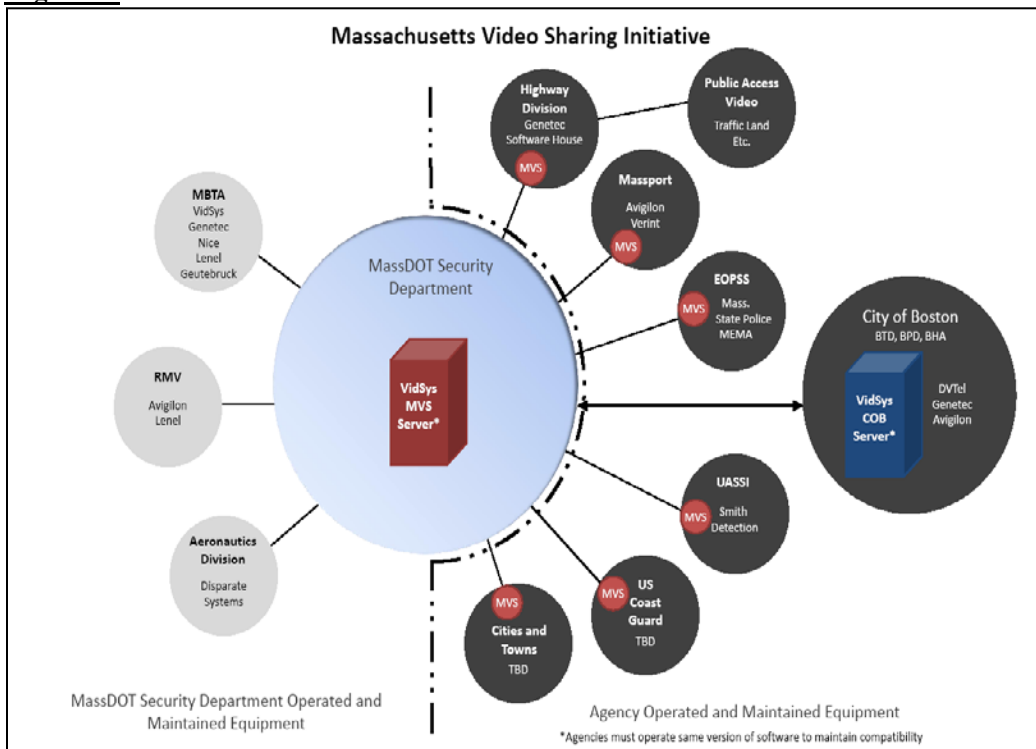 Massachusetts Video Sharing Initiative
Highway
Division
Genetec
Software House
MVS
Public Access
Video
Traffic Land
Etc.
Massport
Avigilon
Verint
MVS
MBTA
VidSys
Genetec
Nice
Lenel
Geutebruck
MassDOT Security
Department
EOPSS
Mass.
State Police
MEMA
MVS
City of Boston
BTD, BPD, BHA
VidSys
COB
Server*
DVTel
Genetec
Avigilon
VidSys
MVS
Server*
RMV
Avigilon
Lenel
UASSI
Smith
Detection
MVS
Aeronautics
Division
Disparate
Systems
MVS
US
Coast
Guard
TBD
MVS
Cities and
Towns
TBD
MassDOT Security Department Operated and
Maintained Equipment
Agency Operated and Maintained Equipment
*Agencies must operate same version of software to maintain compatibility